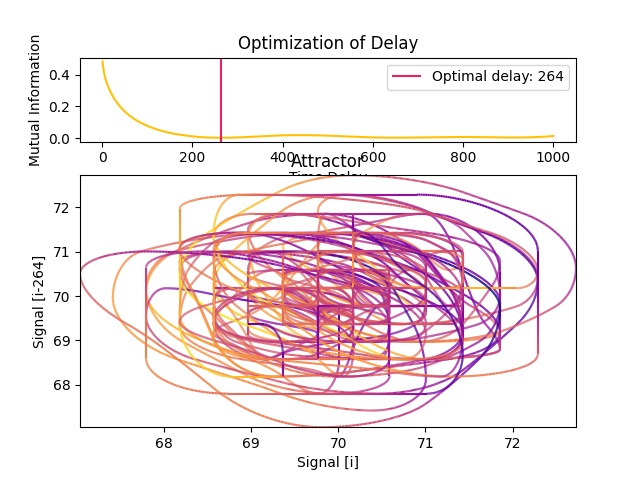 Optimization of Delay
Mutual Information
0.4
0.2
0.0
Optimal delay: 264
0 200 400 600 800 1000
Time Delay
Attractor
Signal [i-264]
72
71
70
69
68
68 69 70 71 72
Signal [i]